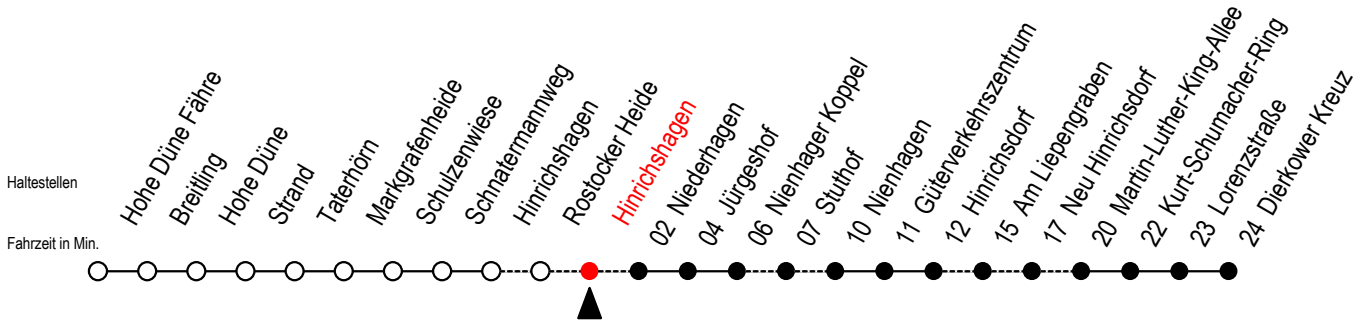 Haltestellen
Fahrzeit in Min.
Hohe Düne Fähre
Breitling
Hohe Düne
Strand
Taterhörn
Markgrafenheide
Schulzenwiese
Schnatermannweg
Hinrichshagen
Rostocker Heide
Hinrichshagen
02 Niederhagen
04 Jürgeshof
06 Nienhager Koppel
07 Stuthof
10 Nienhagen
11 Güterverkehrszentrum
12 Hinrichsdorf
15 Am Liepengraben
17 Neu Hinrichsdorf
20 Martin-Luther-King-Allee
22 Kurt-Schumacher-Ring
23 Lorenzstraße
24 Dierkower Kreuz